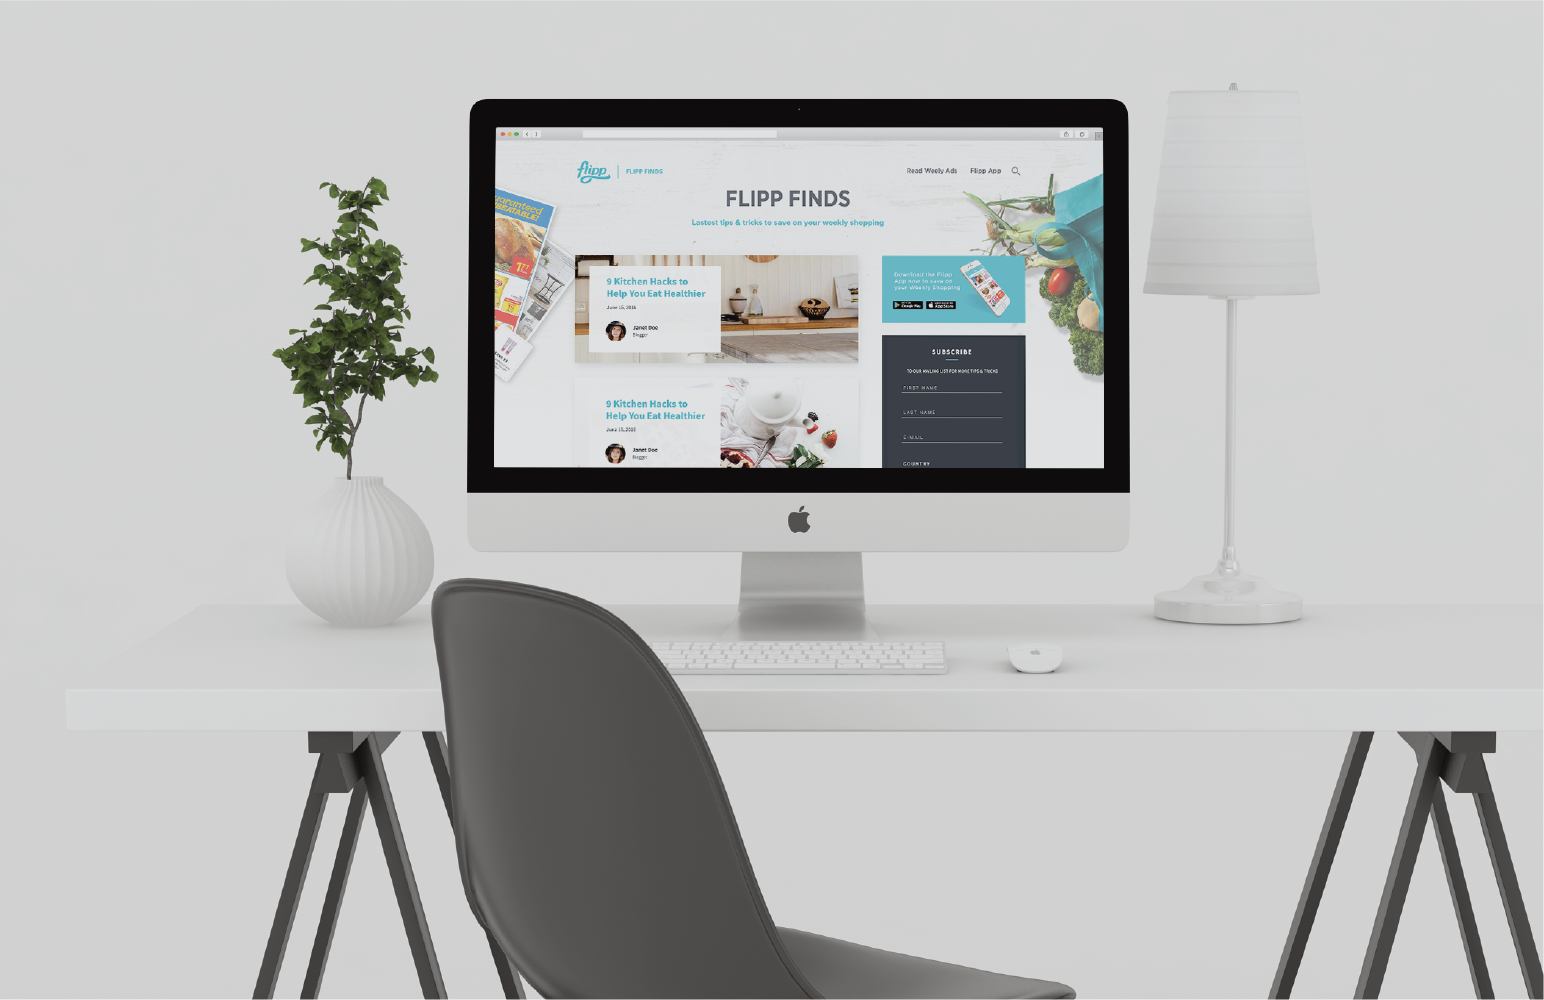 flipp
FLIPP FINDS
Read Weely Ads
Flipp App
FLIPP FINDS
Lastest tips & tricks to save on your weekly shopping
9 Kitchen Hacks to
Help You Eat Healthier
June 15, 2016
Janet Doe
Blogger
Download the Flipp
App now to save on
your Weekly Shopping
Google Play
App Store
SUBSCRIBE
TO OUR MAILING LIST FOR MORE TIPS & TRICKS
FIRST NAME
LAST NAME
E-MAIL
COUNTRY
9 Kitchen Hacks to
Help You Eat Healthier
June 15, 2016
Janet Doe
Blogger